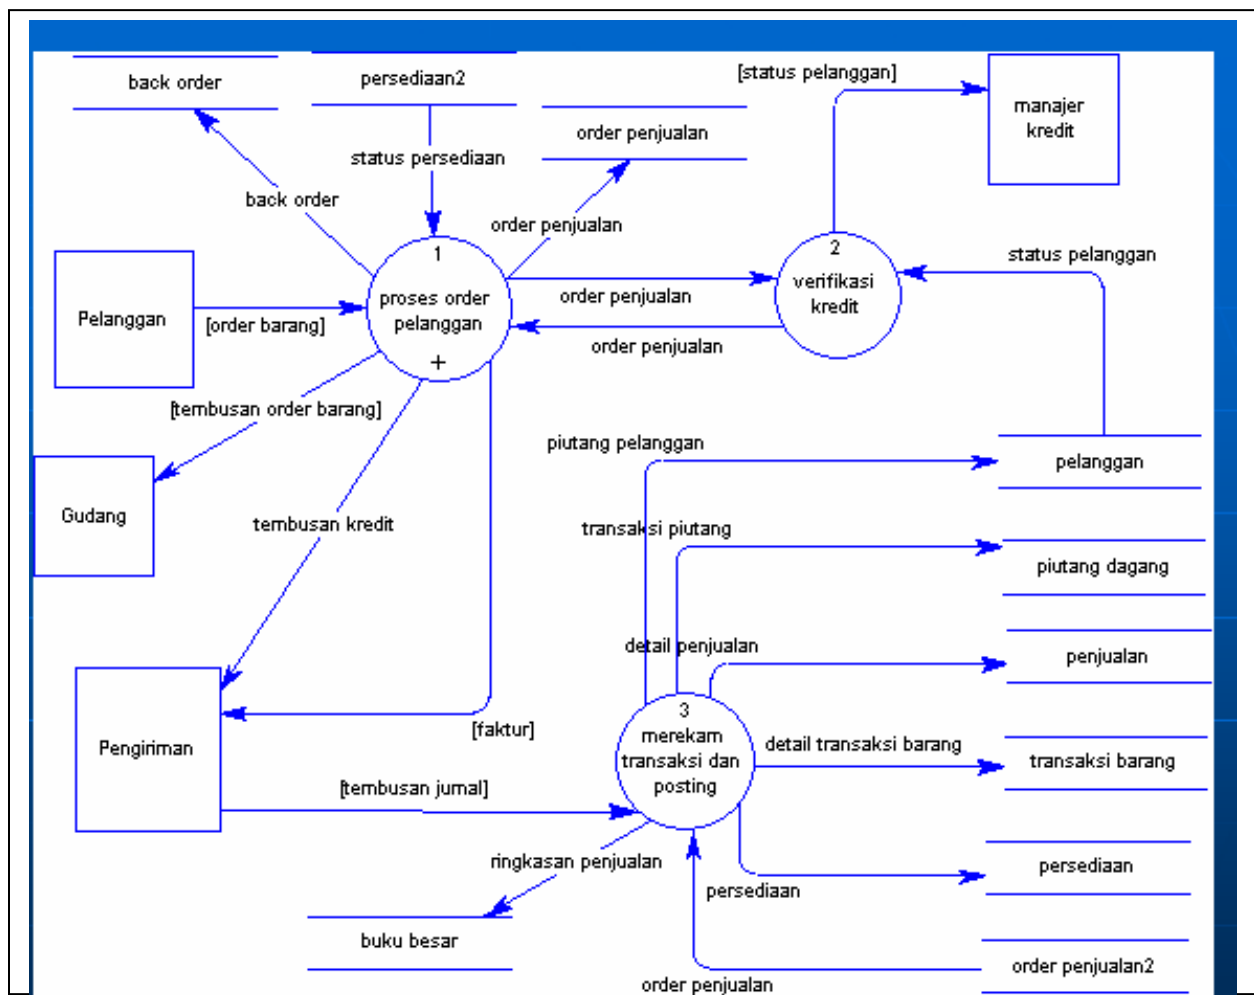 back order
persediaan2
[status pelanggan]
manajer
kredit
order penjualan
status persediaan
back order
order penjualan
1
proses order
pelanggan
+
2
verifikasi
kredit
status pelanggan
Pelanggan
[order barang]
order penjualan
order penjualan
[tembusan order barang]
piutang pelanggan
pelanggan
Gudang
tembusan kredit
transaksi piutang
piutang dagang
detail penjualan
penjualan
Pengiriman
[faktur]
3
merekam
transaksi dan
posting
detail transaksi barang
transaksi barang
[tembusan jurnal]
ringkasan penjualan
persediaan
persediaan
buku besar
order penjualan
order penjualan2